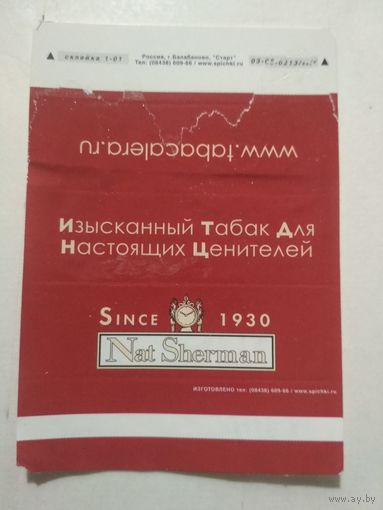 склейка 1-01
Россия, г.Балабаново, "Старт"
Тел: (08438) 609-66 / www.spichki.ru
www.tabacalera.ru
Изысканный Табак Для
Настоящих Ценителей
Since 1930
Nat Sherman
ИЗГОТОВЛЕНО тел: (08438) 609-66 / www.spichki.ru
www.ay.by